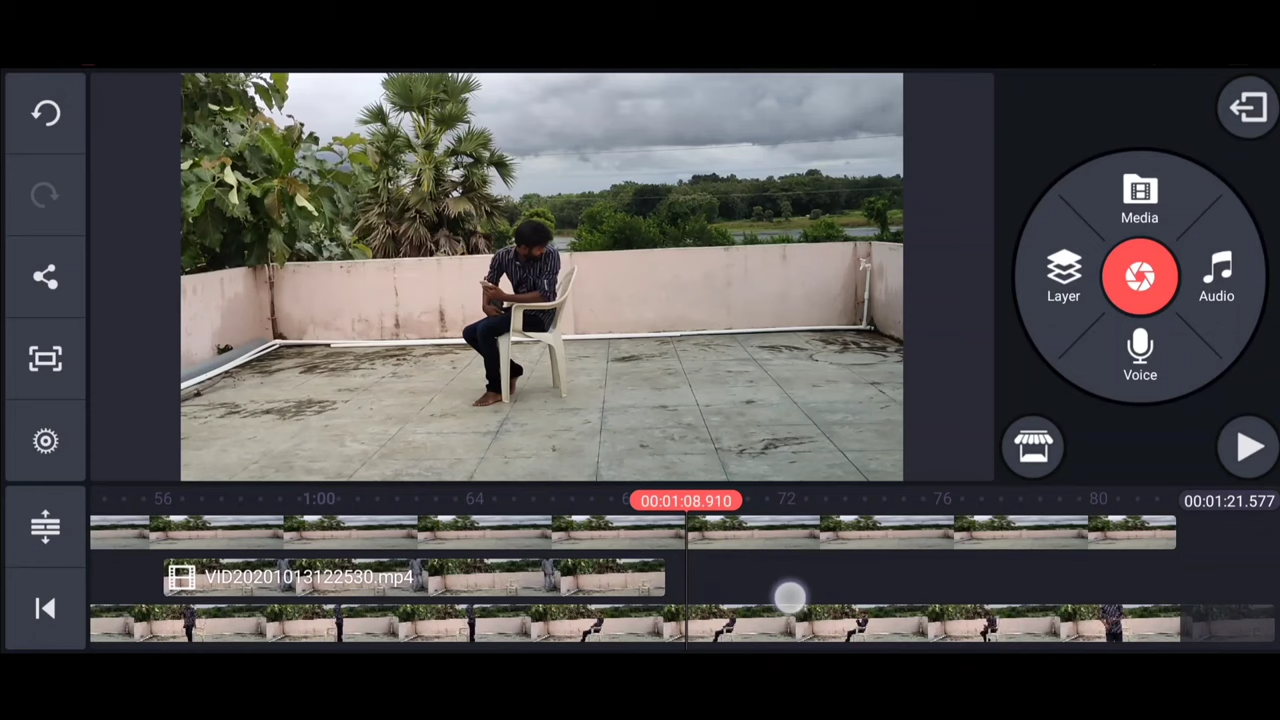 Media
Layer
Audio
Voice
56
1:00
64
6
00:01:08.910
72
76
80
00:01:21.577
VID20201013122530.mp4